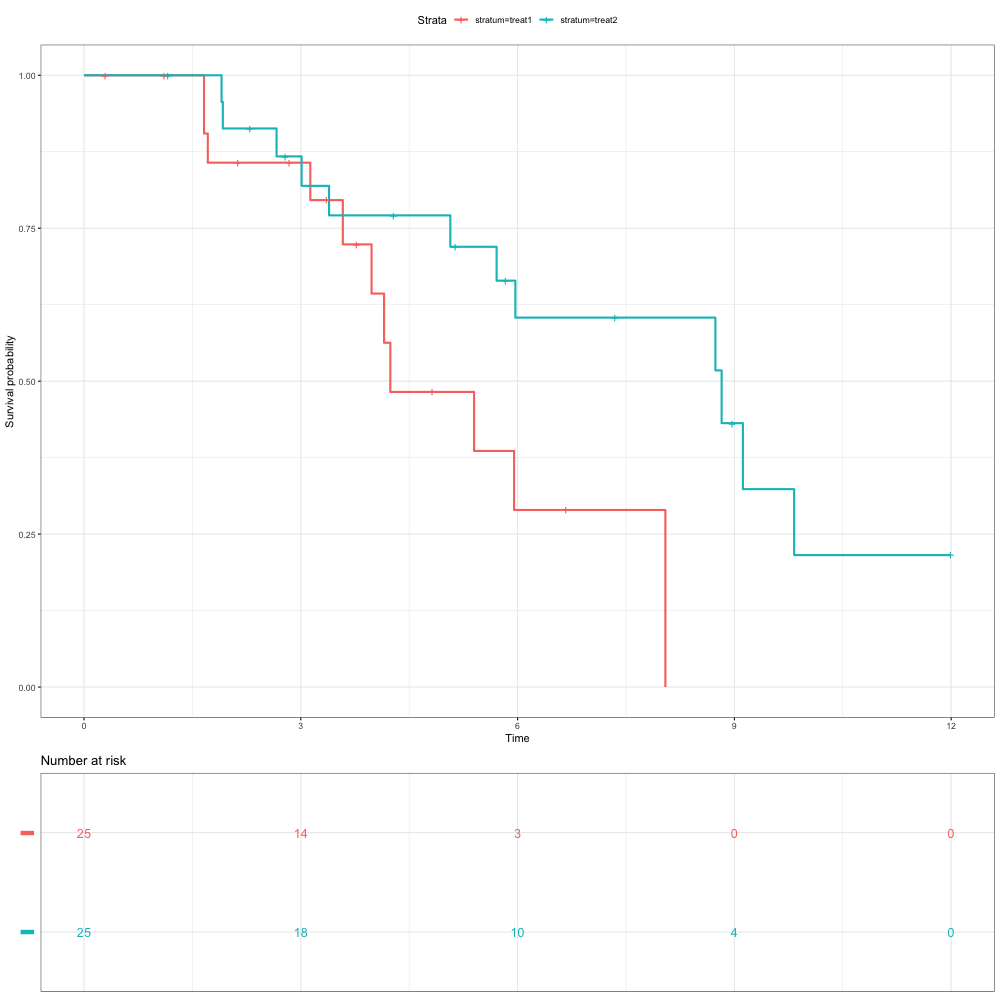 Strata stratum=treat1 stratum=treat2
1.00
0.75
0.50
0.25
0.00
Survival probability
0 3 6 9 12
Time
Number at risk
25 14 3 0 0
25 18 10 4 0